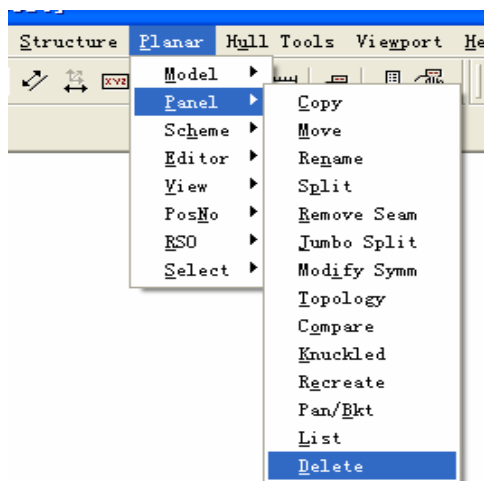 Structure Planar Hull Tools Viewport He
Model
Panel
Scheme
Editor
View
PosNo
RSO
Select
Copy
Move
Rename
Split
Remove Seam
Jumbo Split
Modify Symm
Topology
Compare
Knuckled
Recreate
Pan/Bkt
List
Delete